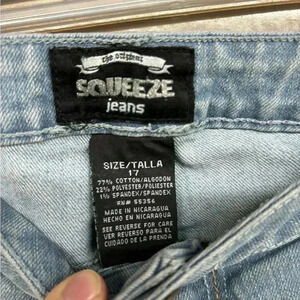 the original
SQUEEZE
jeans
SIZE/TALLA
17
77% COTTON/ALGODON
22% POLYESTER/POLIESTER
1% SPANDEX/SPANDEX
RN# 55356
MADE IN NICARAGUA
HECHO EN NICARAGUA
SEE REVERSE FOR CARE
VER REVERSO PARA EL
CUIDADO DE LA PRENDA